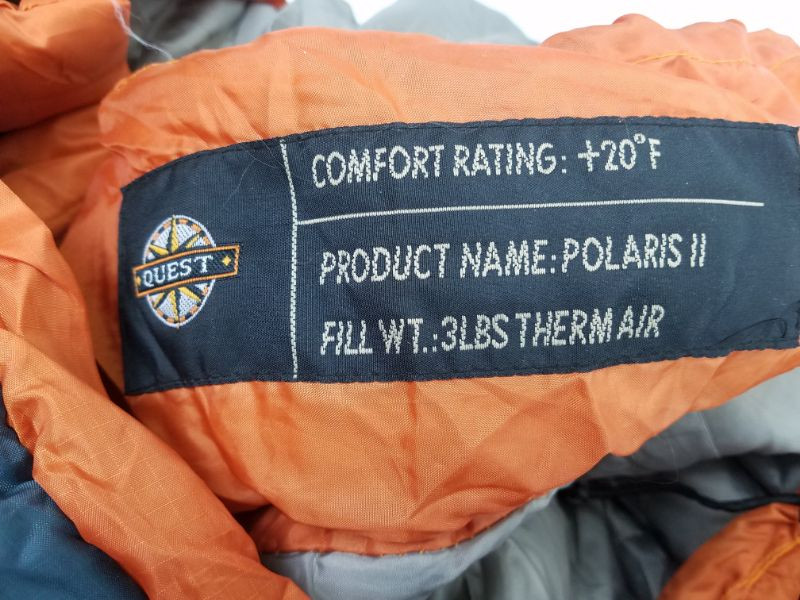 QUEST
COMFORT RATING: +20°F
PRODUCT NAME: POLARIS II
FILL WT.: 3LBS THERM AIR